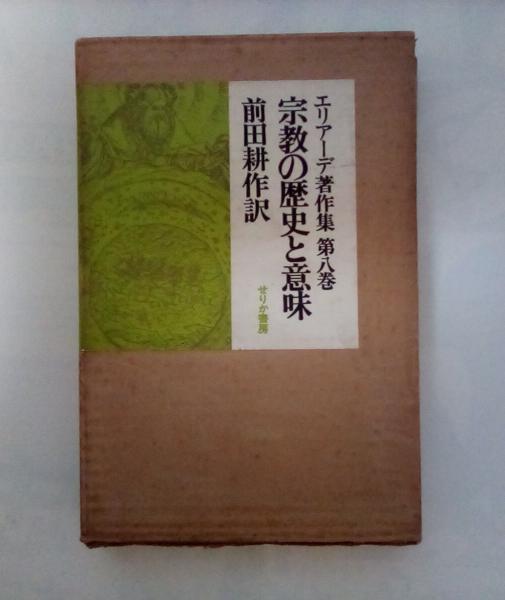 エリアーデ著作集 第八巻
宗教の歴史と意味
前田耕作訳
せりか書房